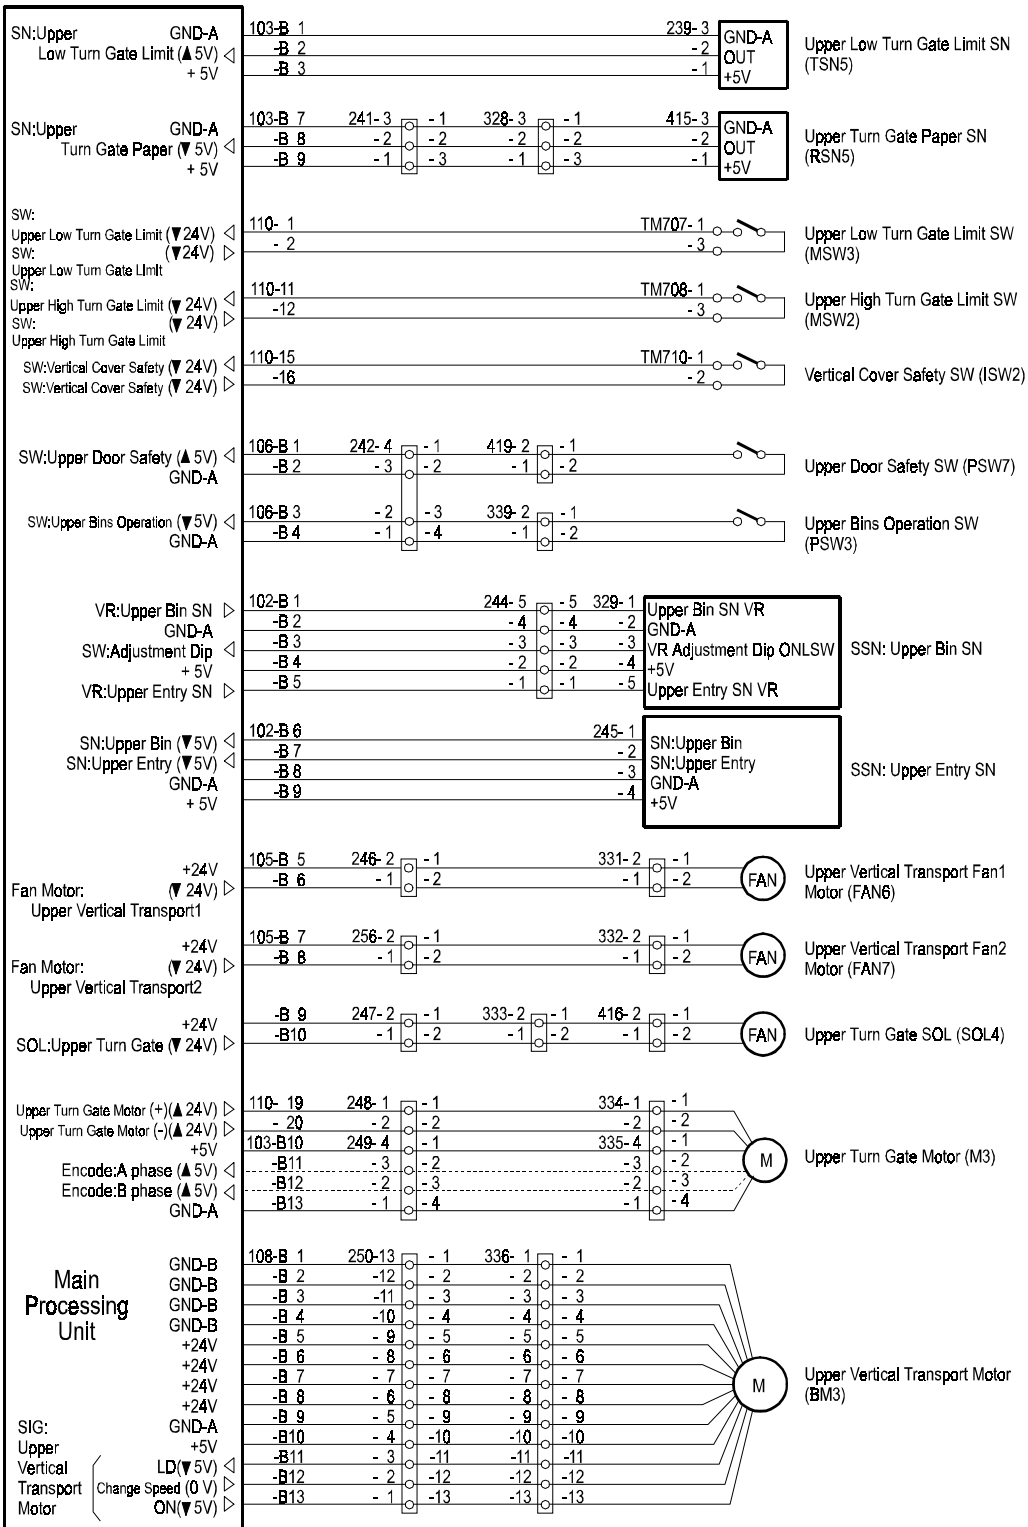 SN:Upper GND-A 103-B 1 239-3 GND-A
Low Turn Gate Limit (▲5V) ◁ -B 2 -2 OUT Upper Low Turn Gate Limit SN
+ 5V -B 3 -1 +5V (TSN5)
SN:Upper GND-A 103-B 7 241-3 -1 328-3 -1 415-3 GND-A
Turn Gate Paper (▼5V) ◁ -B 8 -2 -2 -2 -2 -2 OUT Upper Turn Gate Paper SN
+ 5V -B 9 -1 -3 -1 -3 -1 +5V (RSN5)
SW:
Upper Low Turn Gate Limit (▼24V) ◁ 110- 1 TM707-1 Upper Low Turn Gate Limit SW
SW: (▼24V) ▷ - 2 -3 (MSW3)
Upper Low Turn Gate Limit
SW:
Upper High Turn Gate Limit (▼ 24V) ◁ 110-11 TM708-1 Upper High Turn Gate Limit SW
SW: (▼ 24V) ▷ -12 -3 (MSW2)
Upper High Turn Gate Limit
SW:Vertical Cover Safety (▼ 24V) ◁ 110-15 TM710-1
SW:Vertical Cover Safety (▼ 24V) ▷ -16 -2 Vertical Cover Safety SW (ISW2)
SW:Upper Door Safety (▲5V) ◁ 106-B 1 242-4 -1 419-2 -1
GND-A -B 2 -3 -2 -1 -2 Upper Door Safety SW (PSW7)
SW:Upper Bins Operation (▼5V) ◁ 106-B 3 -2 -3 339-2 -1 Upper Bins Operation SW
GND-A -B 4 -1 -4 -1 -2 (PSW3)
VR:Upper Bin SN ▷ 102-B 1 244-5 -5 329-1 Upper Bin SN VR
GND-A -B 2 -4 -4 -2 GND-A
SW:Adjustment Dip ◁ -B 3 -3 -3 -3 VR Adjustment Dip ONLSW SSN: Upper Bin SN
+ 5V -B 4 -2 -2 -4 +5V
VR:Upper Entry SN ▷ -B 5 -1 -1 -5 Upper Entry SN VR
SN:Upper Bin (▼5V) ◁ 102-B 6 245-1 SN:Upper Bin
SN:Upper Entry (▼5V) ◁ -B 7 -2 SN:Upper Entry
GND-A -B 8 -3 GND-A SSN: Upper Entry SN
+ 5V -B 9 -4 +5V
+24V 105-B 5 246-2 -1 331-2 -1 Upper Vertical Transport Fan1
Fan Motor: (▼ 24V) ▷ -B 6 -1 -2 -1 -2 FAN Motor (FAN6)
Upper Vertical Transport1
+24V 105-B 7 256-2 -1 332-2 -1 Upper Vertical Transport Fan2
Fan Motor: (▼ 24V) ▷ -B 8 -1 -2 -1 -2 FAN Motor (FAN7)
Upper Vertical Transport2
+24V -B 9 247-2 -1 333-2 -1 416-2 -1
SOL:Upper Turn Gate (▼ 24V) ▷ -B10 -1 -2 -1 -2 -1 -2 FAN Upper Turn Gate SOL (SOL4)
Upper Turn Gate Motor (+)(▲24V) ▷ 110- 19 248-1 -1 334-1 -1
Upper Turn Gate Motor (-)(▲24V) ▷ - 20 -2 -2 -2 -2
+5V 103-B10 249-4 -1 335-4 -1
Encode:A phase (▲5V) ◁ -B11 -3 -2 -3 -2 M Upper Turn Gate Motor (M3)
Encode:B phase (▲5V) ◁ -B12 -2 -3 -2 -3
GND-A -B13 -1 -4 -1 -4
GND-B 108-B 1 250-13 - 1 336- 1 - 1
Main GND-B -B 2 -12 - 2 - 2 - 2
Processing GND-B -B 3 -11 - 3 - 3 - 3
Unit GND-B -B 4 -10 - 4 - 4 - 4
+24V -B 5 - 9 - 5 - 5 - 5
+24V -B 6 - 8 - 6 - 6 - 6
+24V -B 7 - 7 - 7 - 7 - 7 M Upper Vertical Transport Motor
+24V -B 8 - 6 - 8 - 8 - 8 (BM3)
SIG: GND-A -B 9 - 5 - 9 - 9 - 9
Upper +5V -B10 - 4 -10 -10 -10
Vertical LD(▼5V) ◁ -B11 - 3 -11 -11 -11
Transport Change Speed (0 V) ▷ -B12 - 2 -12 -12 -12
Motor ON(▼5V) ▷ -B13 - 1 -13 -13 -13